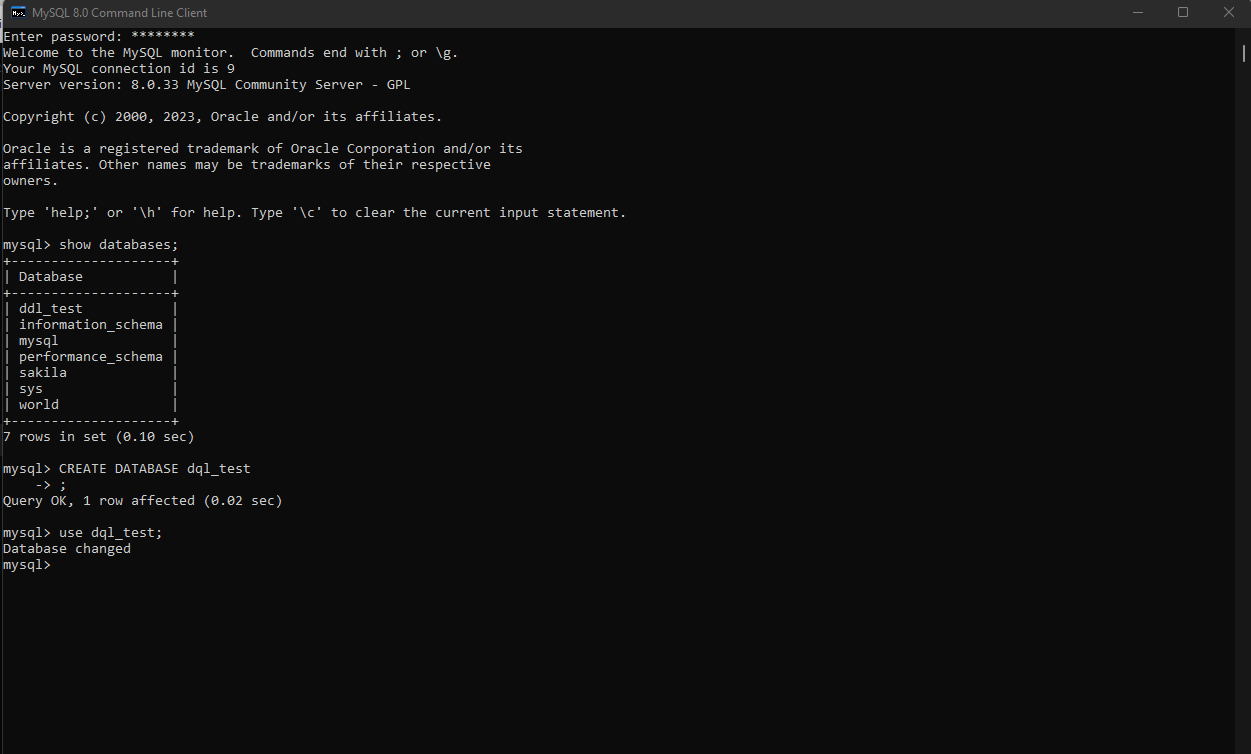 MySQL 8.0 Command Line Client
Enter password: ********
Welcome to the MySQL monitor.  Commands end with ; or \g.
Your MySQL connection id is 9
Server version: 8.0.33 MySQL Community Server - GPL
Copyright (c) 2000, 2023, Oracle and/or its affiliates.
Oracle is a registered trademark of Oracle Corporation and/or its
affiliates. Other names may be trademarks of their respective
owners.
Type 'help;' or '\h' for help. Type '\c' to clear the current input statement.
mysql> show databases;
+--------------------+
| Database           |
+--------------------+
| ddl_test           |
| information_schema |
| mysql              |
| performance_schema |
| sakila             |
| sys                |
| world              |
+--------------------+
7 rows in set (0.10 sec)
mysql> CREATE DATABASE dql_test
    -> ;
Query OK, 1 row affected (0.02 sec)
mysql> use dql_test;
Database changed
mysql>